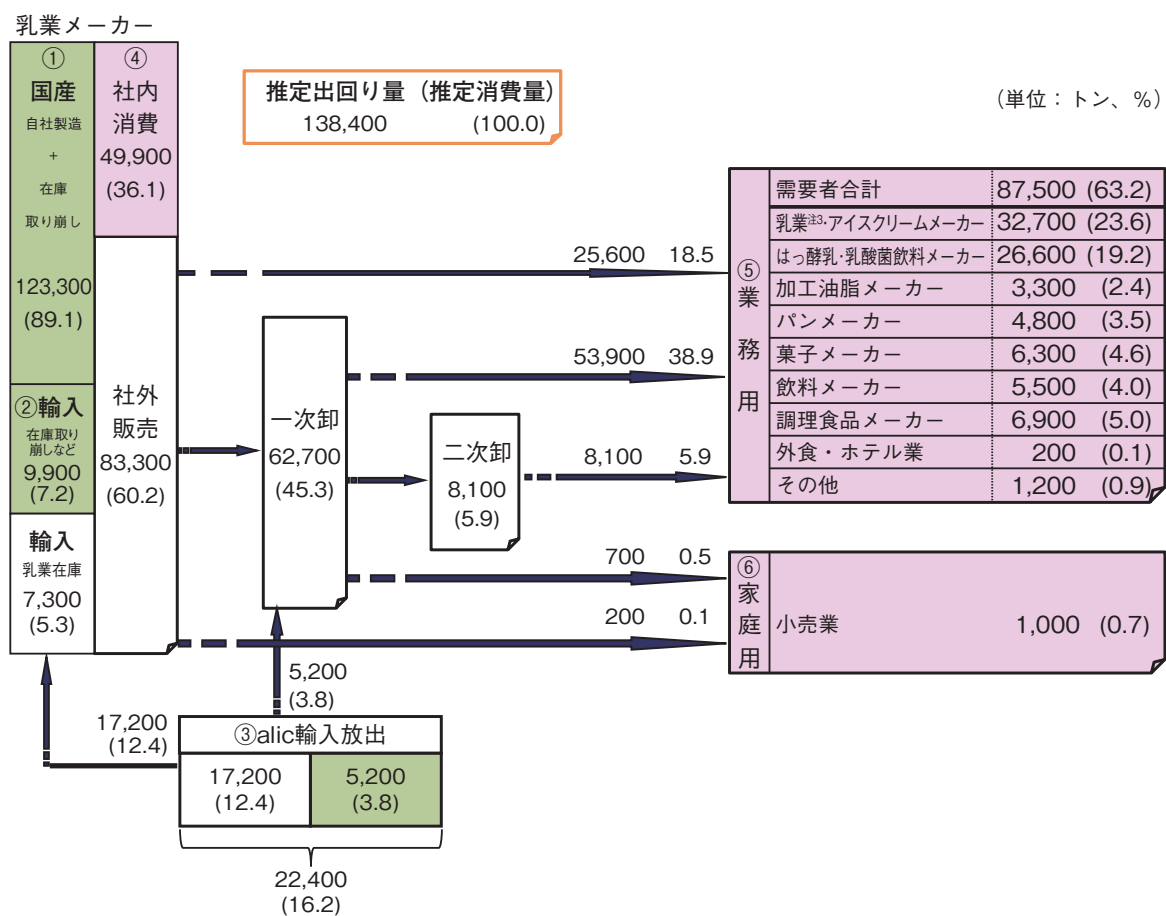 乳業メーカー
①
国産
自社製造
+
在庫
取り崩し
123,300
(89.1)
②輸入
在庫取り
崩しなど
9,900
(7.2)
輸入
乳業在庫
7,300
(5.3)
④
社内
消費
49,900
(36.1)
社外
販売
83,300
(60.2)
推定出回り量（推定消費量）
138,400 (100.0)
（単位：トン、%）
25,600 18.5
53,900 38.9
一次卸
62,700
(45.3)
二次卸
8,100
(5.9)
8,100 5.9
700 0.5
200 0.1
5,200
(3.8)
17,200
(12.4)
③alic輸入放出
17,200
(12.4)
5,200
(3.8)
22,400
(16.2)
⑤
業
務
用
需要者合計 87,500 (63.2)
乳業注3・アイスクリームメーカー 32,700 (23.6)
はっ酵乳・乳酸菌飲料メーカー 26,600 (19.2)
加工油脂メーカー 3,300 (2.4)
パンメーカー 4,800 (3.5)
菓子メーカー 6,300 (4.6)
飲料メーカー 5,500 (4.0)
調理食品メーカー 6,900 (5.0)
外食・ホテル業 200 (0.1)
その他 1,200 (0.9)
⑥
家
庭
用
小売業 1,000 (0.7)